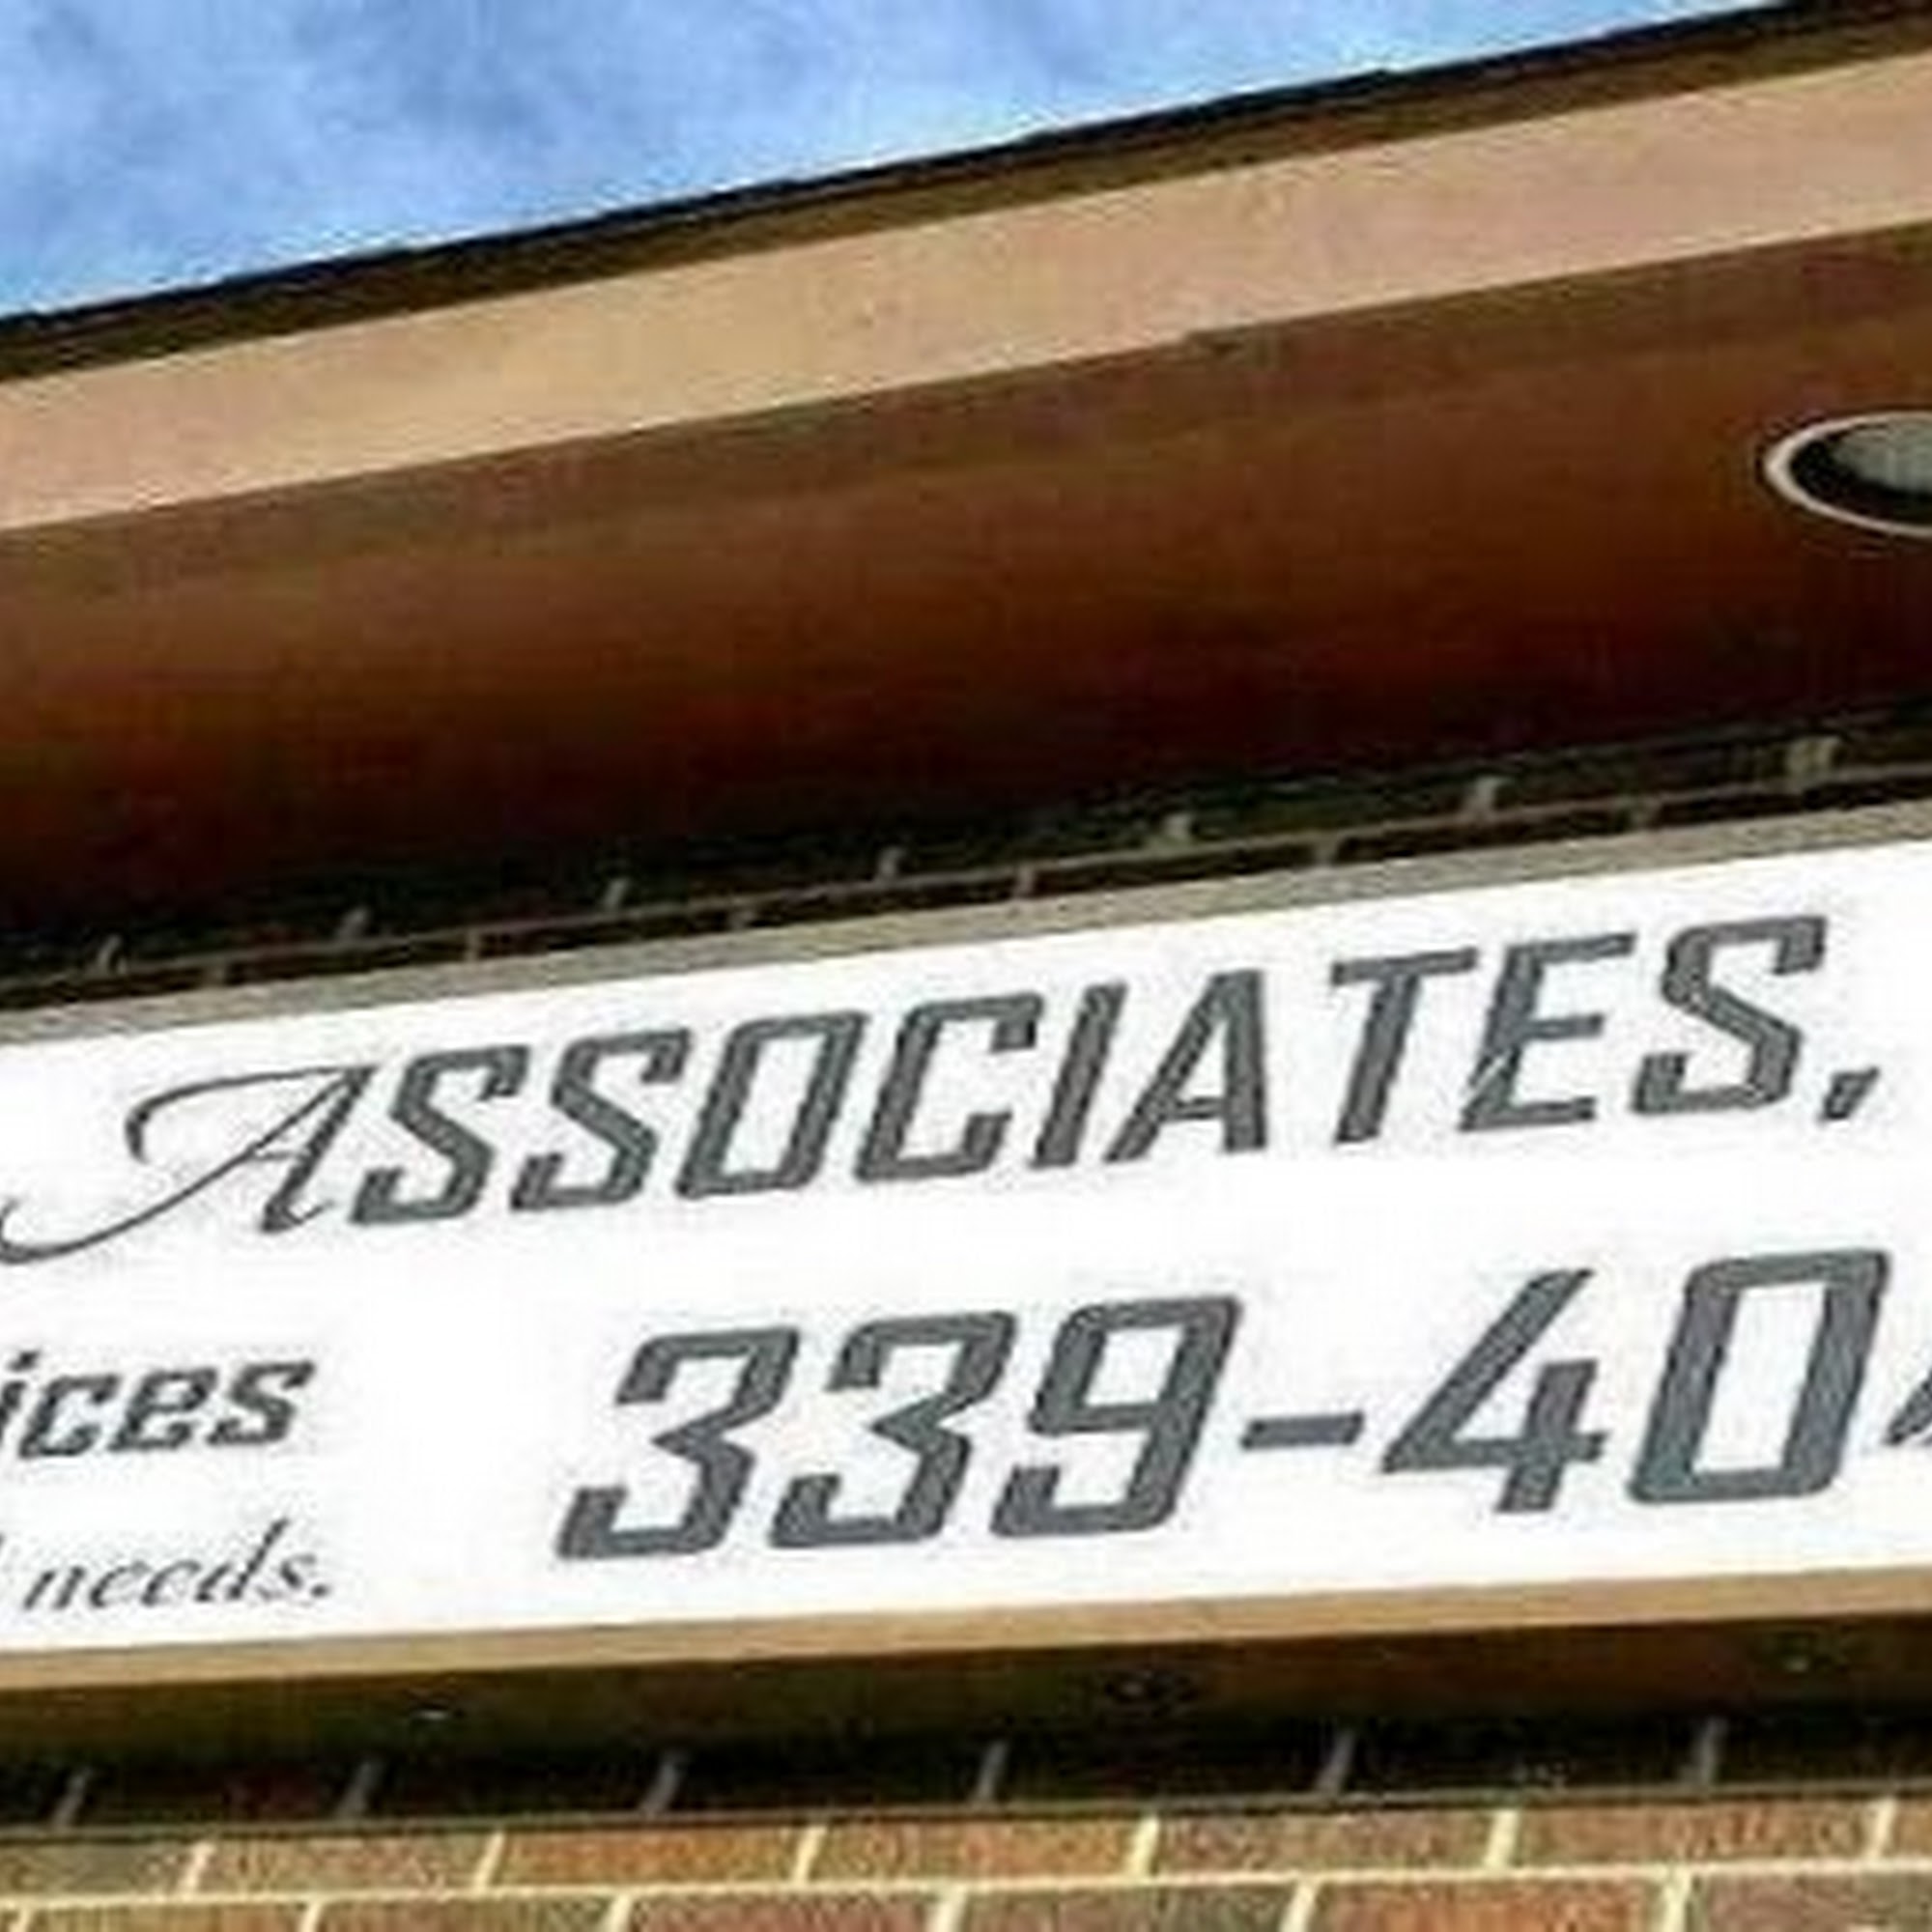 ASSOCIATES,
ices 339-40
needs.